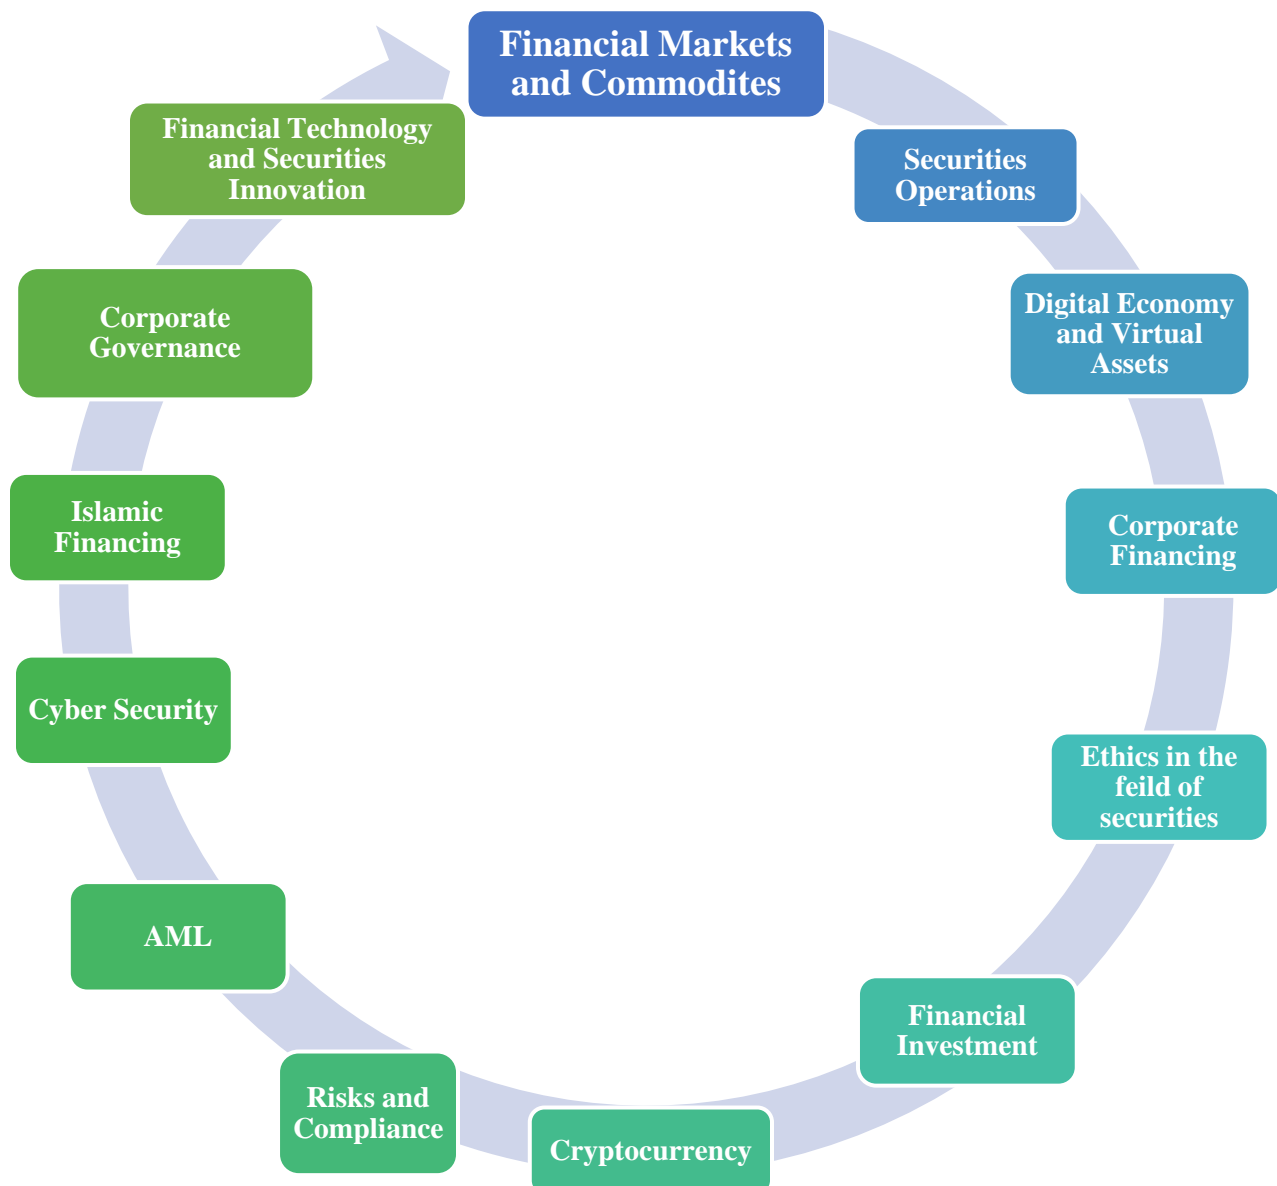 Financial Markets
and Commodites
Securities
Operations
Digital Economy
and Virtual
Assets
Corporate
Financing
Ethics in the
feild of
securities
Financial
Investment
Cryptocurrency
Risks and
Compliance
AML
Cyber Security
Islamic
Financing
Corporate
Governance
Financial Technology
and Securities
Innovation